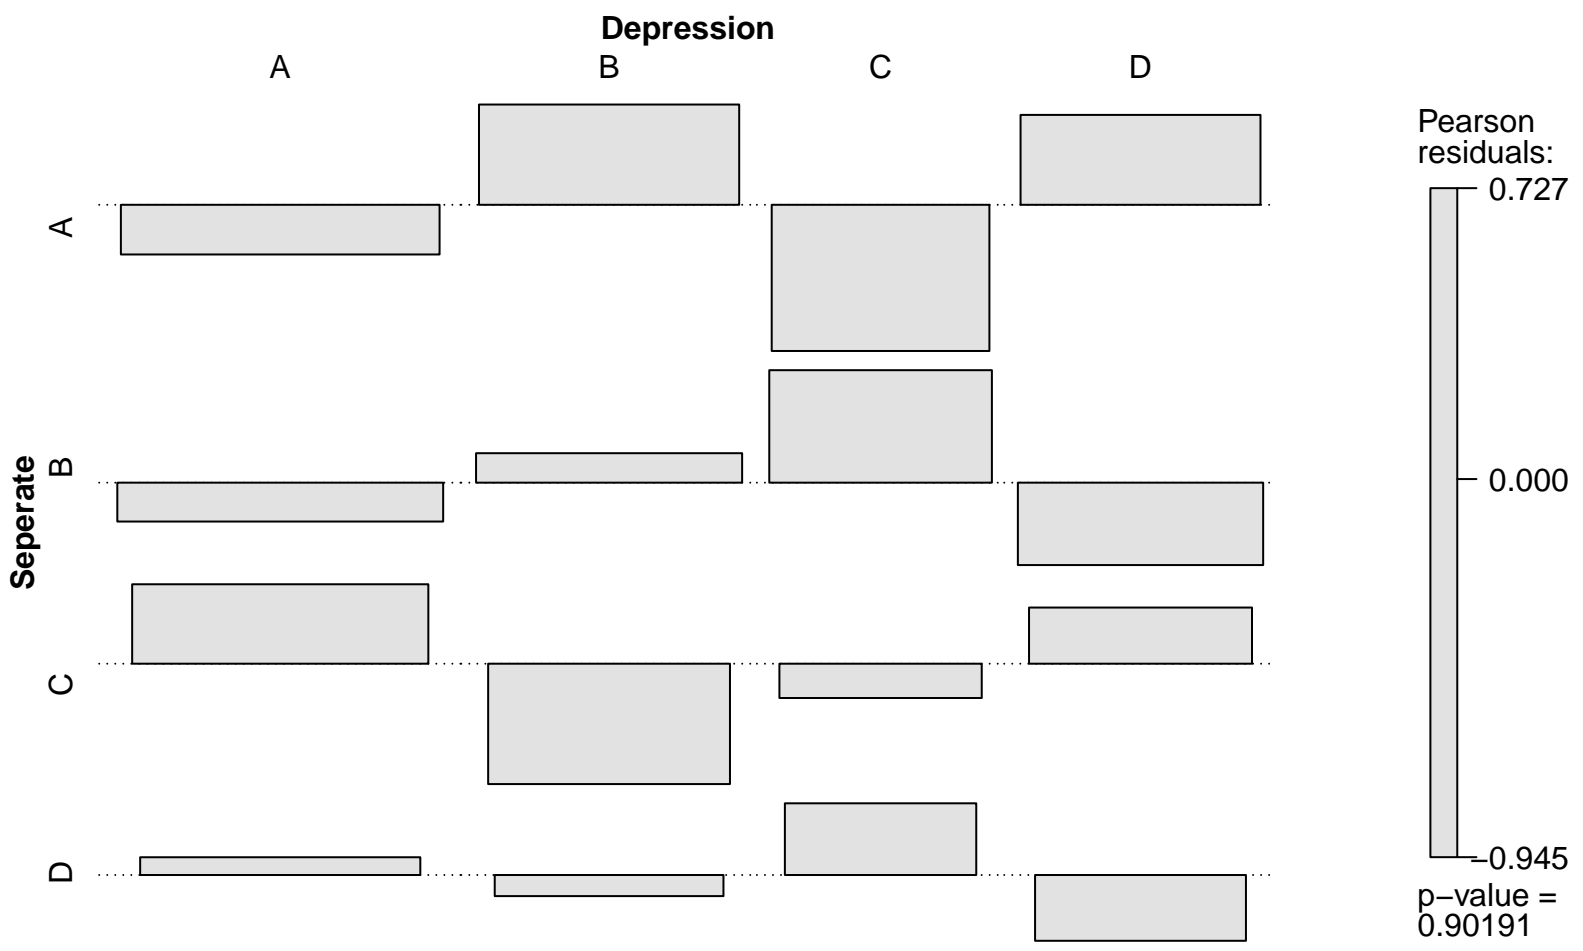 Depression
A B C D
Pearson
residuals:
0.727
0.000
−0.945
p−value =
0.90191
Seperate
A
B
C
D